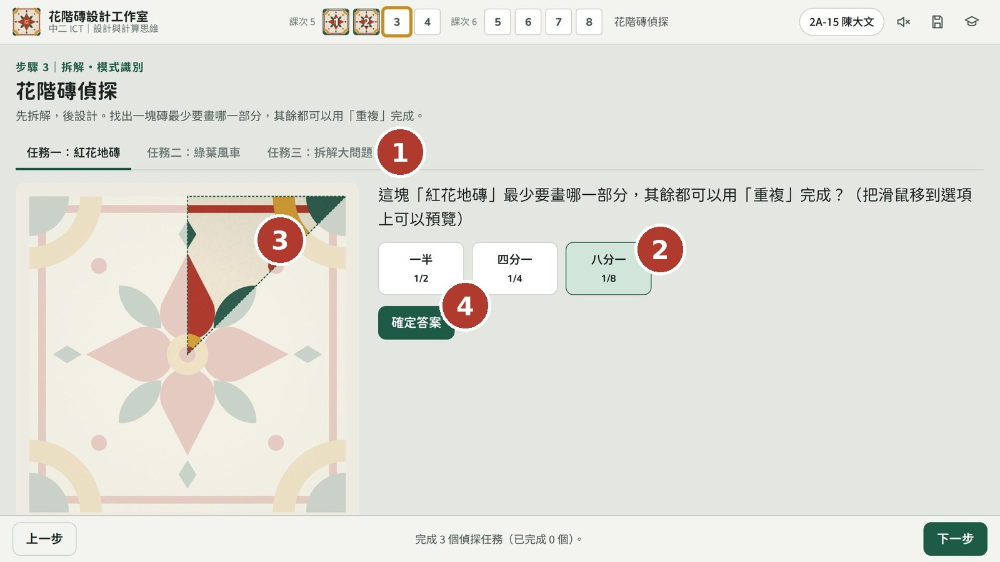 花階磚設計工作室
中二 ICT｜設計與計算思維
課次 5
1
2
3
4
課次 6
5
6
7
8
花階磚偵探
2A-15 陳大文
步驟 3｜拆解・模式識別
花階磚偵探
先拆解，後設計。找出一塊磚最少要畫哪一部分，其餘都可以用「重複」完成。
任務一：紅花地磚
任務二：綠葉風車
任務三：拆解大問題
1
這塊「紅花地磚」最少要畫哪一部分，其餘都可以用「重複」完成？（把滑鼠移到選項
上可以預覽）
3
一半
1/2
四分一
1/4
八分一
1/8
2
4
確定答案
上一步
完成 3 個偵探任務（已完成 0 個）。
下一步